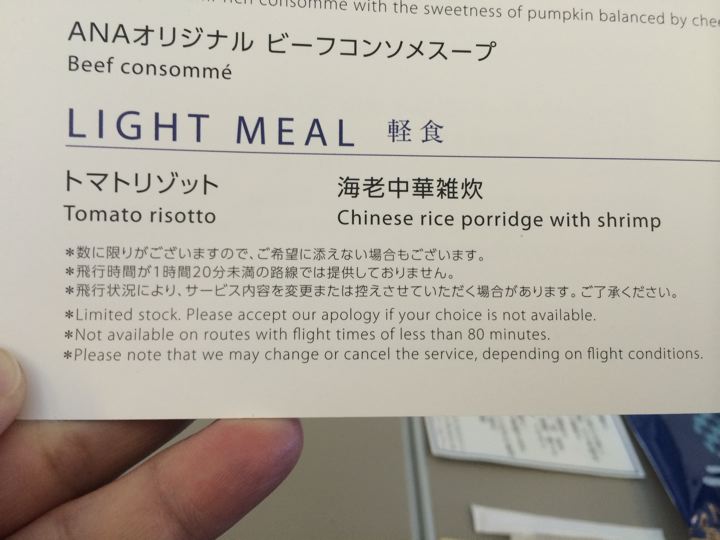 rich consommé with the sweetness of pumpkin balanced by
ANAオリジナル ビーフコンソメスープ
Beef consommé
LIGHT MEAL 軽食
トマトリゾット 海老中華雑炊
Tomato risotto Chinese rice porridge with shrimp
*数に限りがございますので、ご希望に添えない場合もございます。
*飛行時間が1時間20分未満の路線では提供しておりません。
*飛行状況により、サービス内容を変更または控えさせていただく場合があります。ご了承ください。
*Limited stock. Please accept our apology if your choice is not available.
*Not available on routes with flight times of less than 80 minutes.
*Please note that we may change or cancel the service, depending on flight conditions.